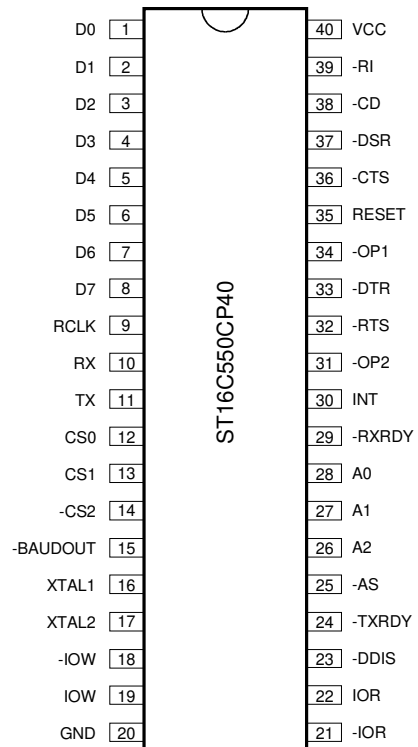 D0 1 40 VCC
D1 2 39 -RI
D2 3 38 -CD
D3 4 37 -DSR
D4 5 36 -CTS
D5 6 35 RESET
D6 7 34 -OP1
D7 8 33 -DTR
RCLK 9 32 -RTS
RX 10 31 -OP2
TX 11 30 INT
CS0 12 29 -RXRDY
CS1 13 28 A0
-CS2 14 27 A1
-BAUDOUT 15 26 A2
XTAL1 16 25 -AS
XTAL2 17 24 -TXRDY
-IOW 18 23 -DDIS
IOW 19 22 IOR
GND 20 21 -IOR
ST16C550CP40